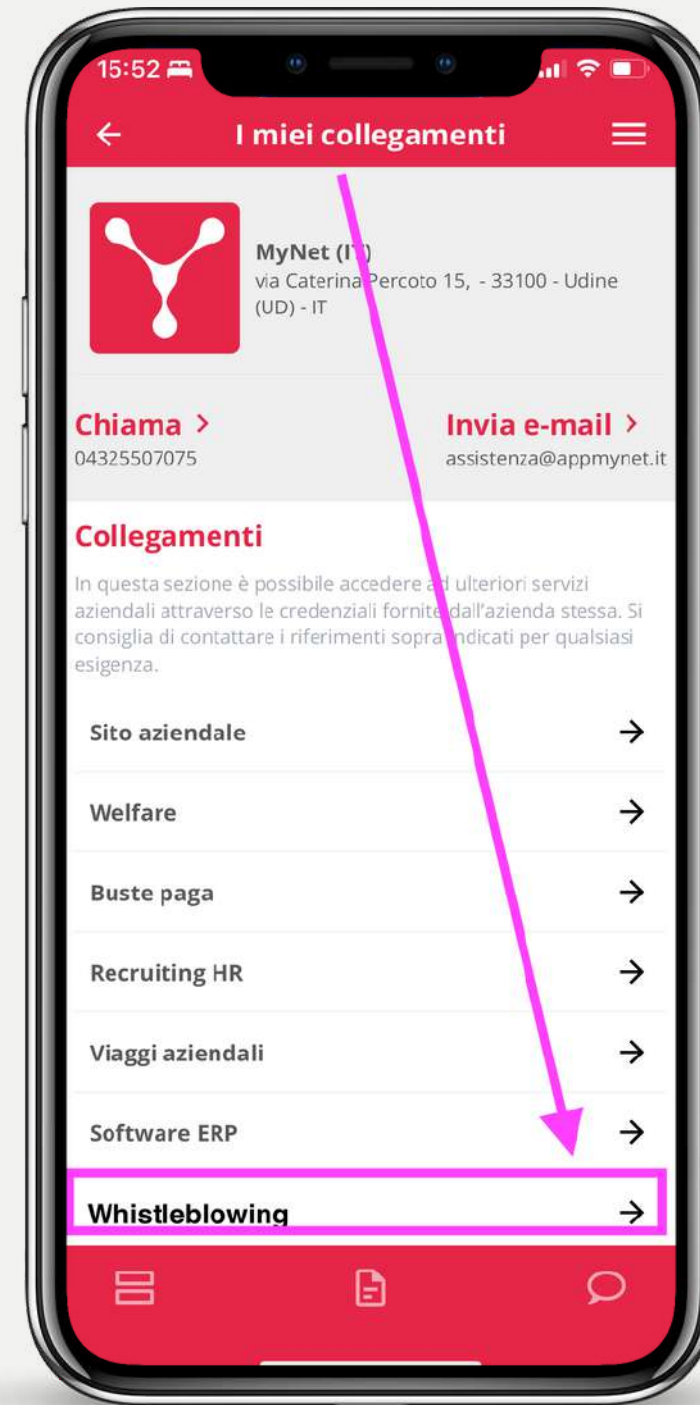 15:52
I miei collegamenti
MyNet (IT)
via Caterina Percoto 15, - 33100 - Udine
(UD) - IT
Chiama >
04325507075
Invia e-mail >
assistenza@appmynet.it
Collegamenti
In questa sezione è possibile accedere ad ulteriori servizi
aziendali attraverso le credenziali fornite dall'azienda stessa. Si
consiglia di contattare i riferimenti sopra indicati per qualsiasi
esigenza.
Sito aziendale
Welfare
Buste paga
Recruiting HR
Viaggi aziendali
Software ERP
Whistleblowing